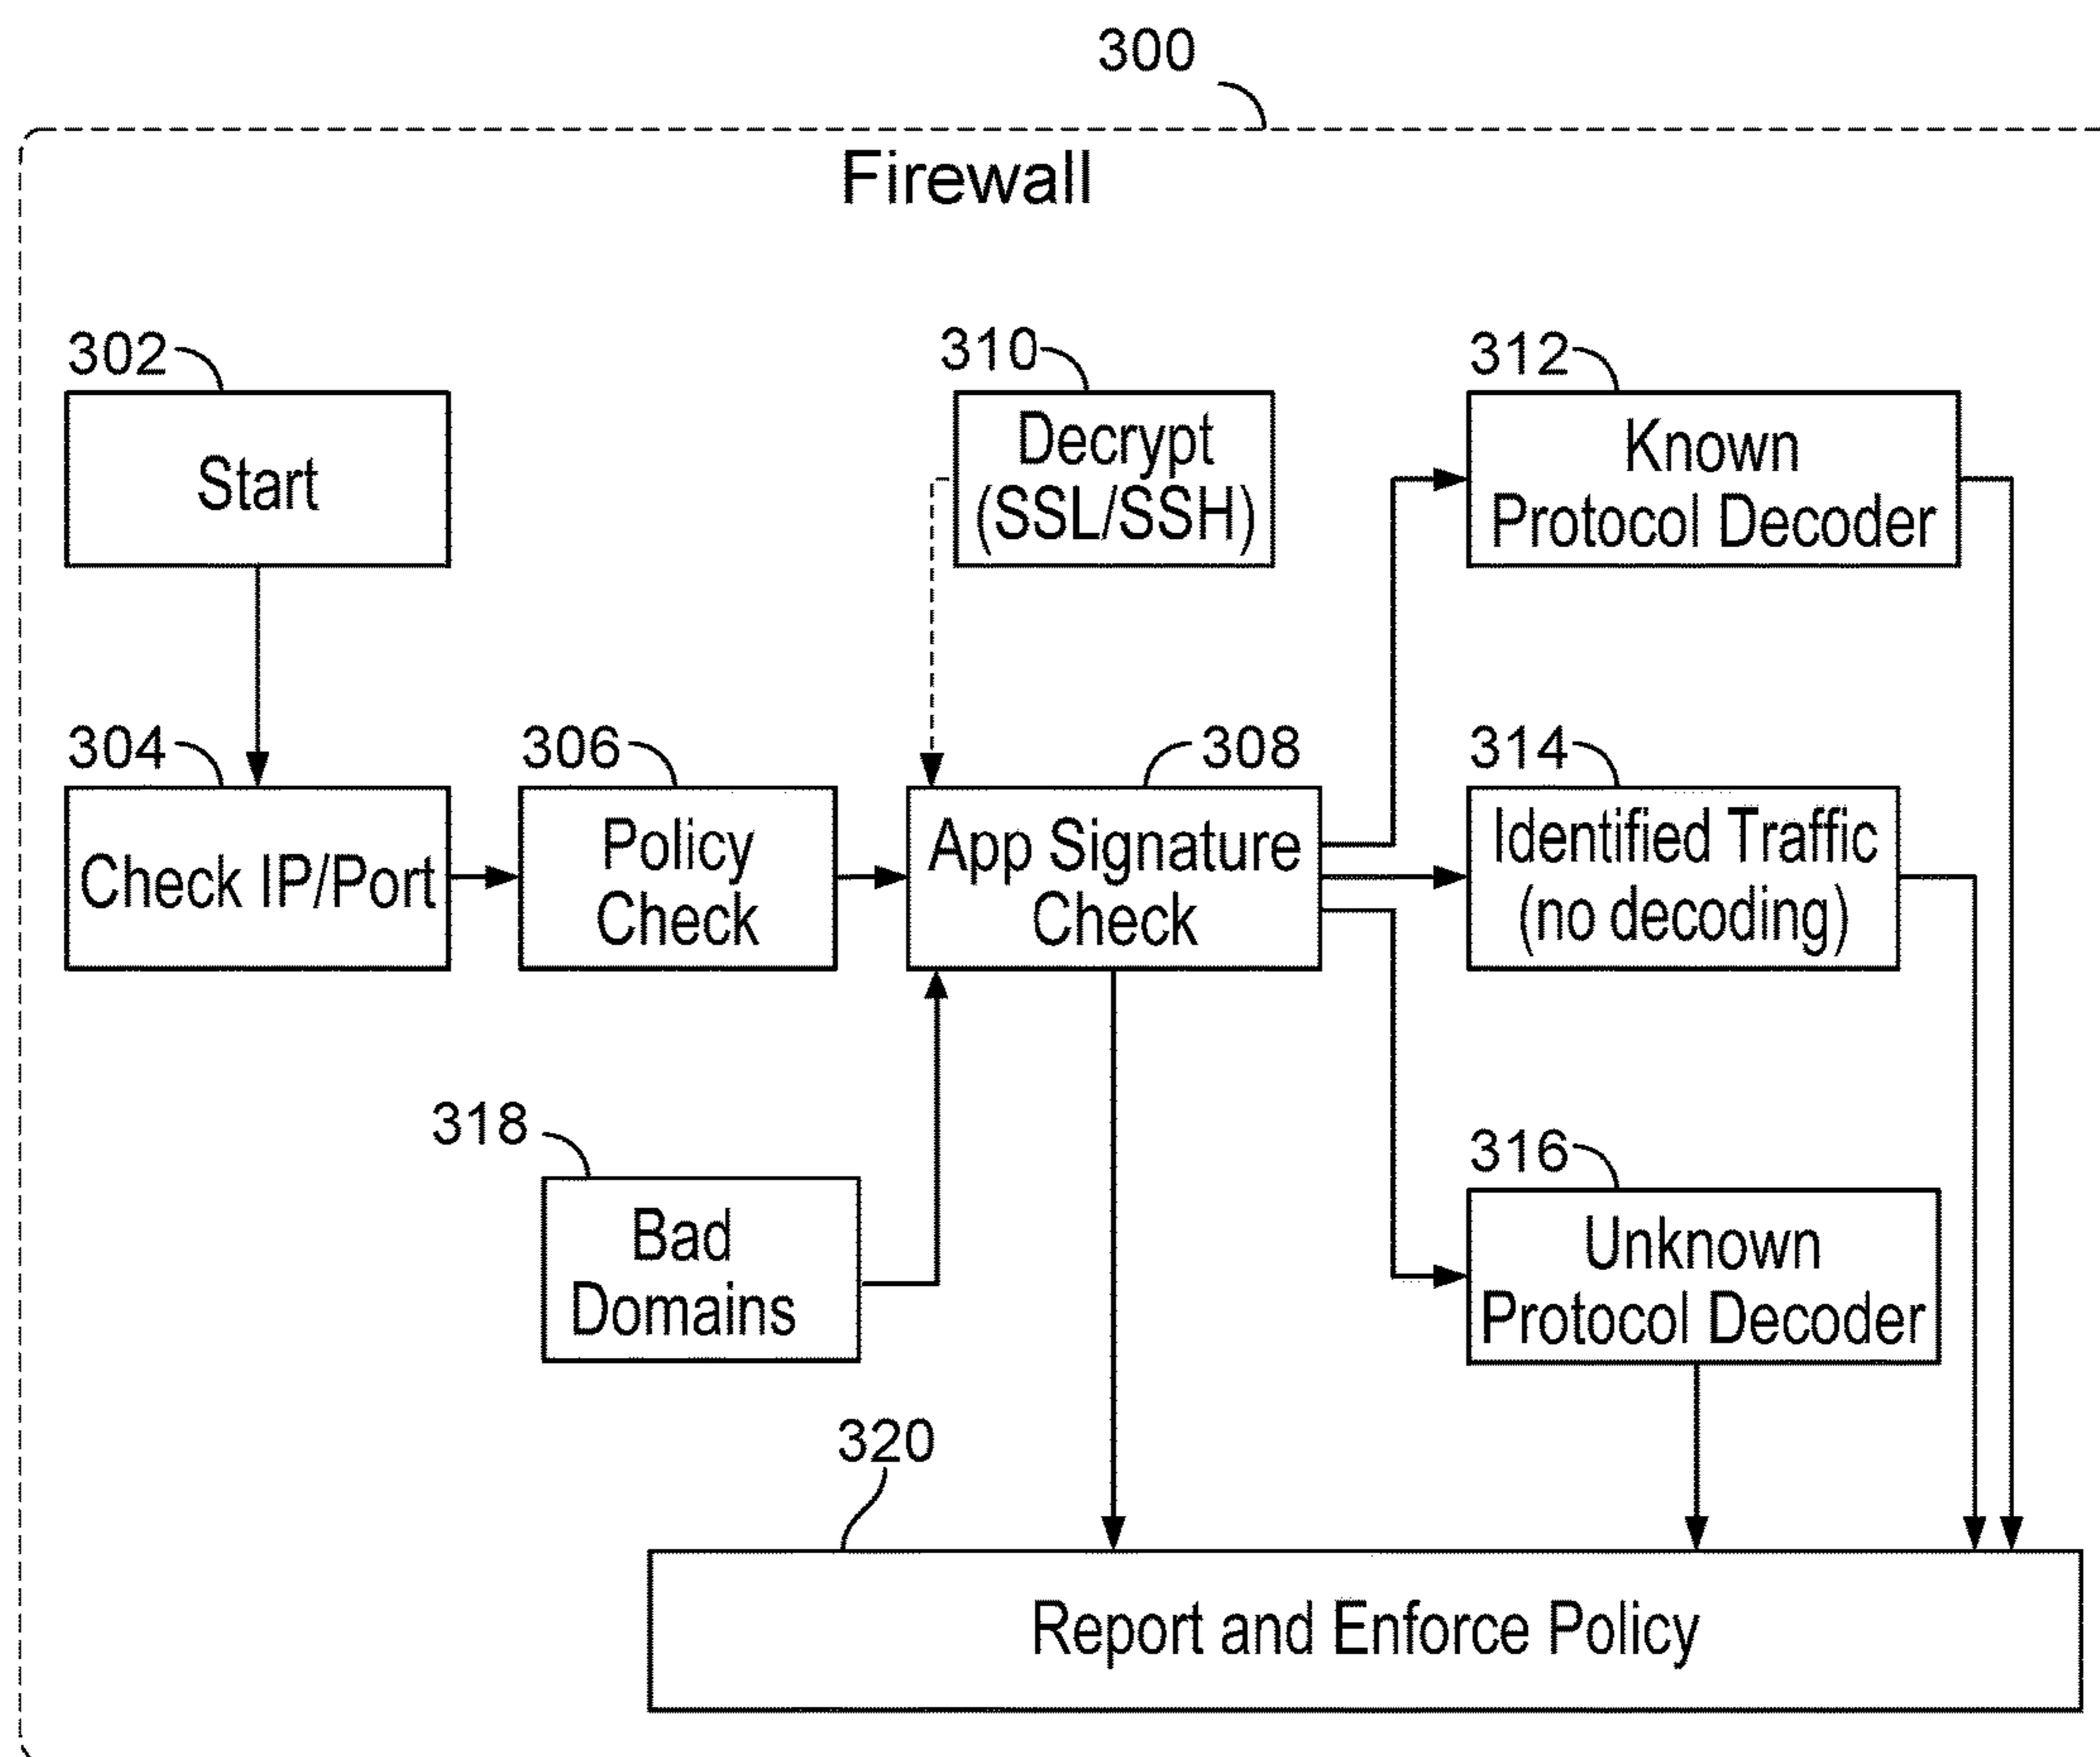 300
Firewall
302
Start
310
Decrypt
(SSL/SSH)
312
Known
Protocol Decoder
304
Check IP/Port
306
Policy
Check
308
App Signature
Check
314
Identified Traffic
(no decoding)
318
Bad
Domains
316
Unknown
Protocol Decoder
320
Report and Enforce Policy